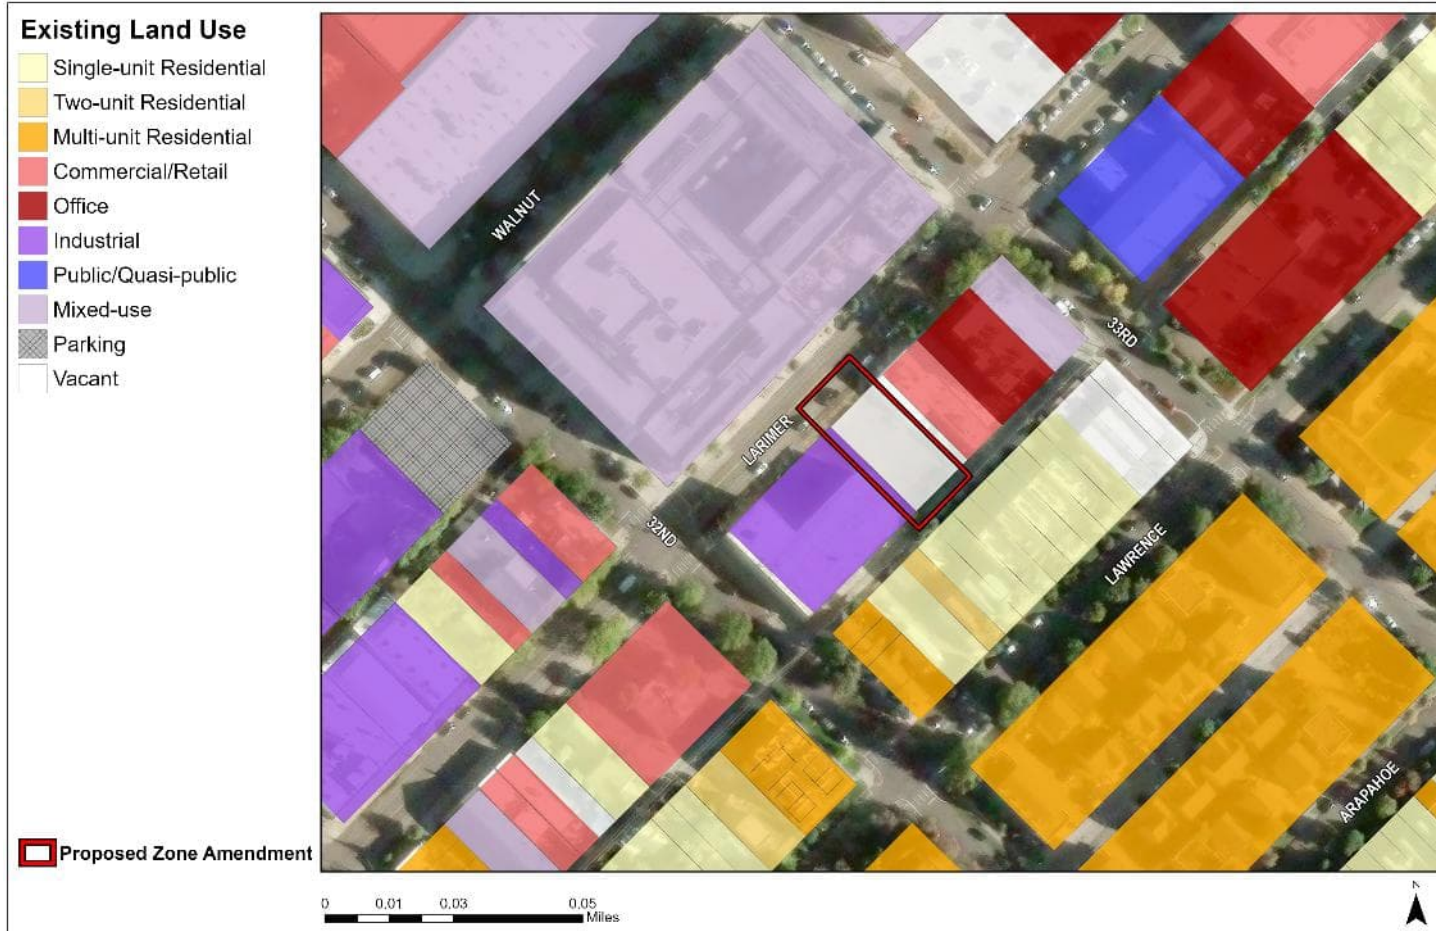 Existing Land Use
Single-unit Residential
Two-unit Residential
Multi-unit Residential
Commercial/Retail
Office
Industrial
Public/Quasi-public
Mixed-use
Parking
Vacant
Proposed Zone Amendment
WALNUT
33RD
LARIMER
32ND
LAWRENCE
ARAPAHOE
0 0.01 0.03 0.05
Miles
N